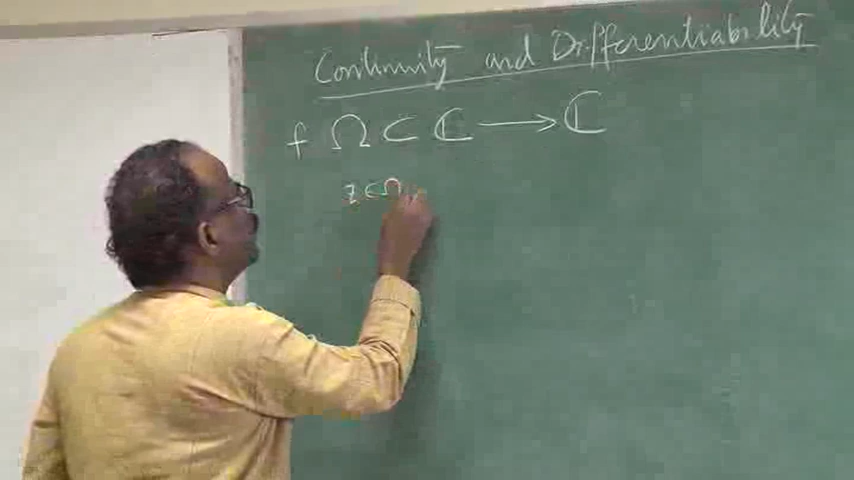 Continuity and Differentiability
f Ω ⊂ ℂ ⟶ ℂ
z ∈ Ω